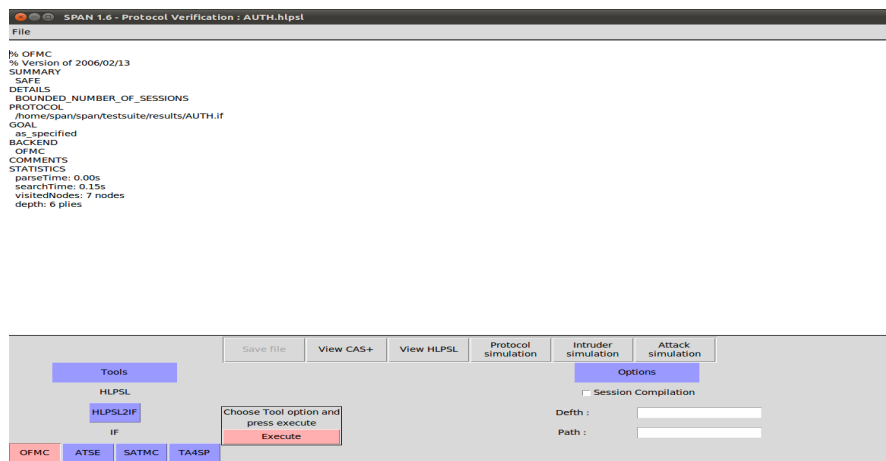 SPAN 1.6 - Protocol Verification : AUTH.hlpsl
File
% OFMC
% Version of 2006/02/13
SUMMARY
SAFE
DETAILS
BOUNDED_NUMBER_OF_SESSIONS
PROTOCOL
/home/span/span/testsuite/results/AUTH.if
GOAL
as_specified
BACKEND
OFMC
COMMENTS
STATISTICS
parseTime: 0.00s
searchTime: 0.15s
visitedNodes: 7 nodes
depth: 6 plies
Save file
View CAS+
View HLPSL
Protocol
simulation
Intruder
simulation
Attack
simulation
Tools
Options
HLPSL
Session Compilation
HLPSL2IF
Choose Tool option and
press execute
Execute
Defth :
IF
Path :
OFMC
ATSE
SATMC
TA4SP